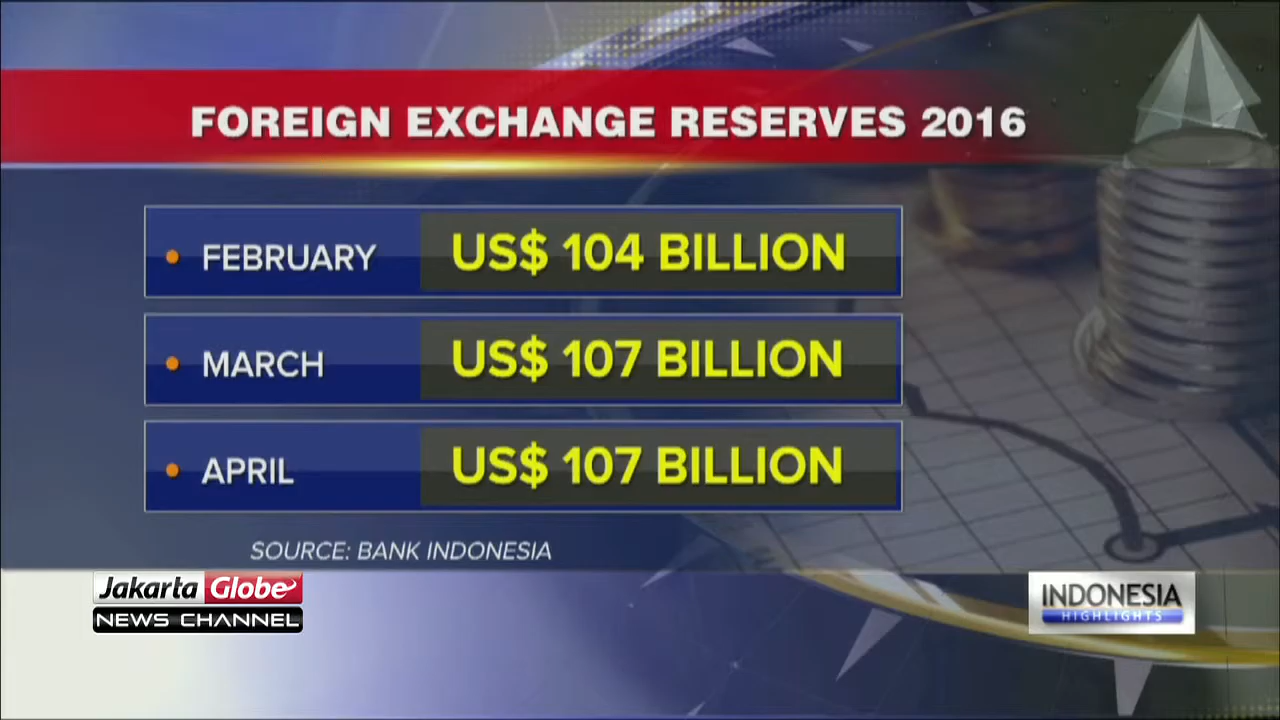 FOREIGN EXCHANGE RESERVES 2016
FEBRUARY US$ 104 BILLION
MARCH US$ 107 BILLION
APRIL US$ 107 BILLION
SOURCE: BANK INDONESIA
Jakarta Globe
NEWS CHANNEL
INDONESIA
HIGHLIGHTS